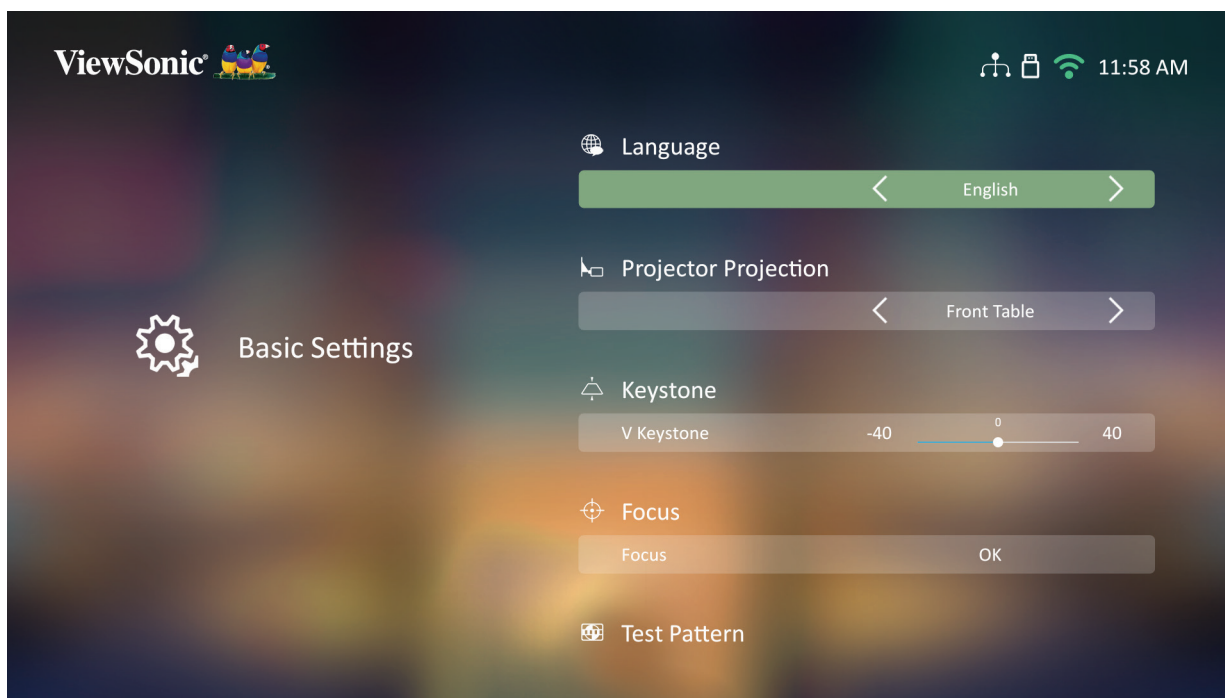 ViewSonic®
11:58 AM
Language
English
Projector Projection
Front Table
Basic Settings
Keystone
V Keystone -40 0 40
Focus
Focus OK
Test Pattern